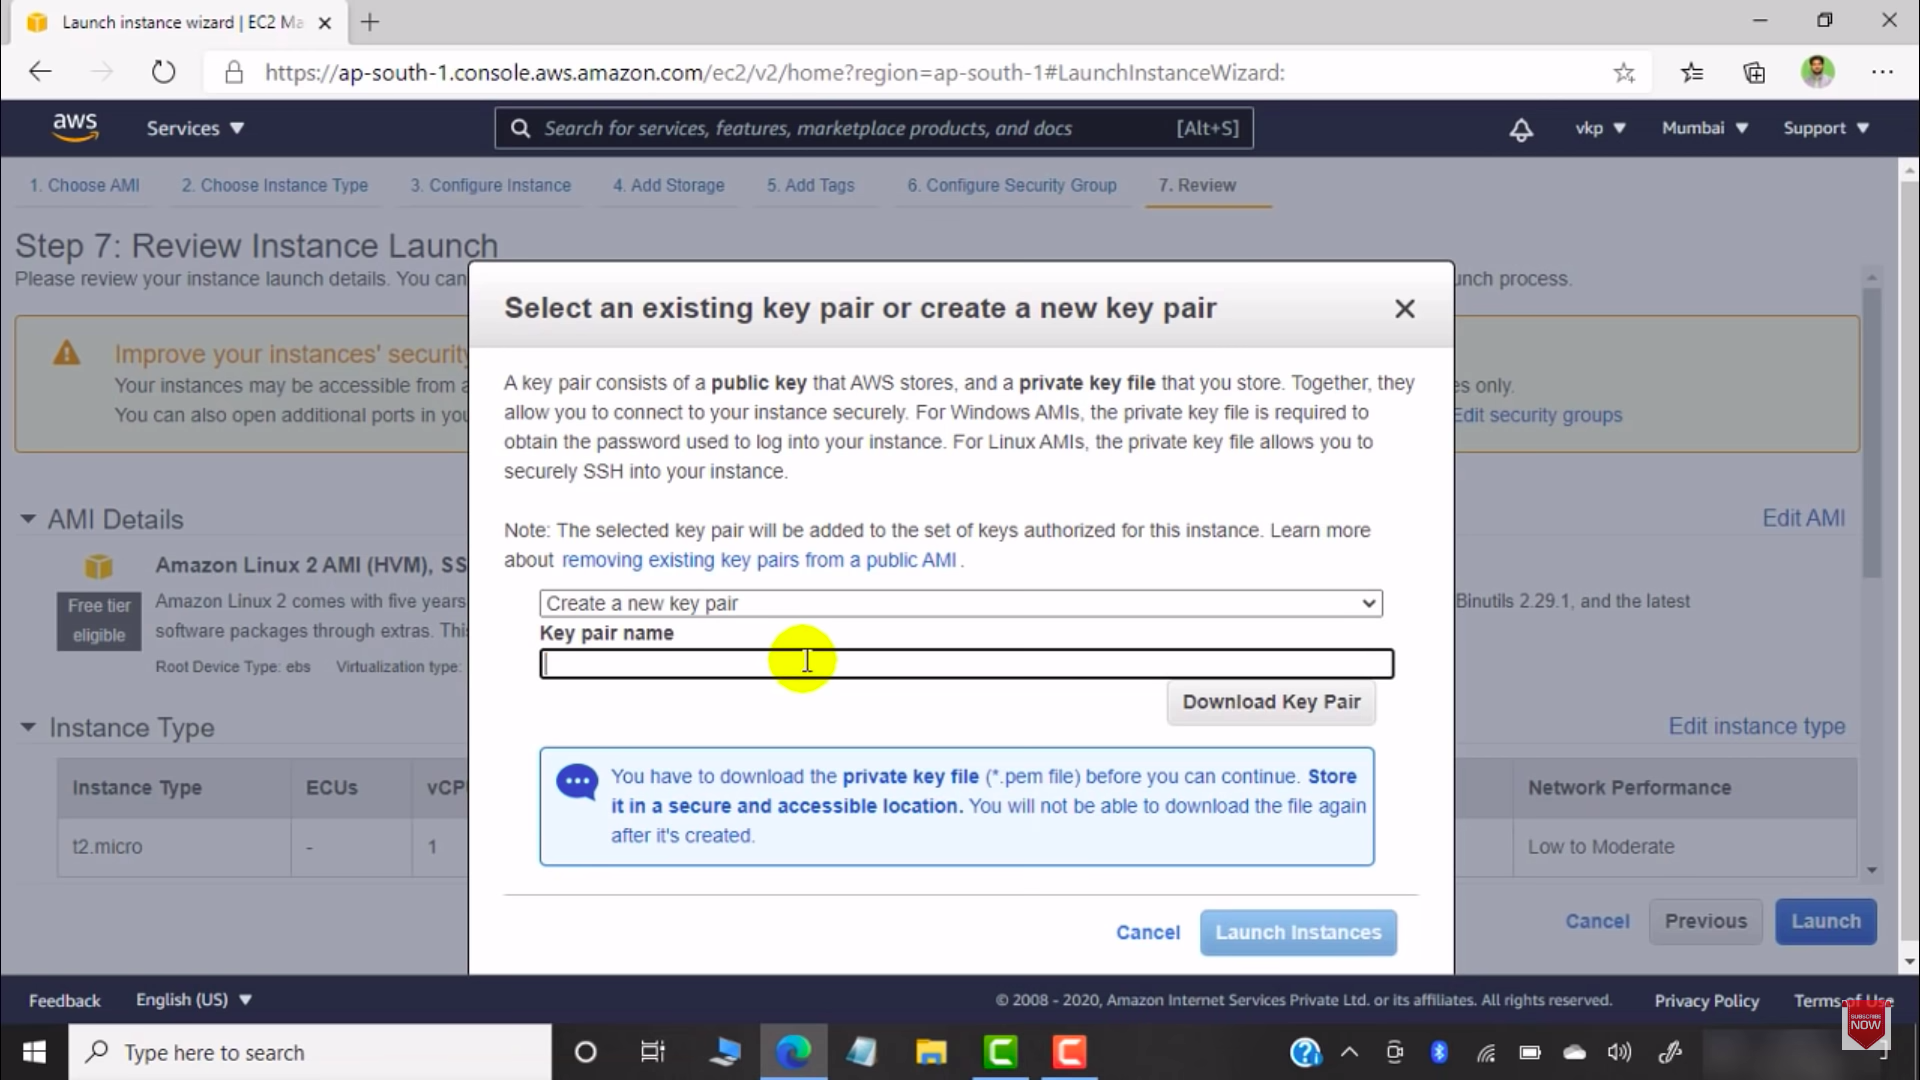 Launch instance wizard | EC2 Ma
https://ap-south-1.console.aws.amazon.com/ec2/v2/home?region=ap-south-1#LaunchInstanceWizard:
aws
Services
Search for services, features, marketplace products, and docs
[Alt+S]
vkp
Mumbai
Support
1. Choose AMI
2. Choose Instance Type
3. Configure Instance
4. Add Storage
5. Add Tags
6. Configure Security Group
7. Review
Step 7: Review Instance Launch
Please review your instance launch details. You can
unch process.
Improve your instances' security
Your instances may be accessible from a
es only.
You can also open additional ports in you
Edit security groups
Select an existing key pair or create a new key pair
A key pair consists of a public key that AWS stores, and a private key file that you store. Together, they
allow you to connect to your instance securely. For Windows AMIs, the private key file is required to
obtain the password used to log into your instance. For Linux AMIs, the private key file allows you to
securely SSH into your instance.
Note: The selected key pair will be added to the set of keys authorized for this instance. Learn more
about removing existing key pairs from a public AMI .
Create a new key pair
Key pair name
Download Key Pair
You have to download the private key file (*.pem file) before you can continue. Store
it in a secure and accessible location. You will not be able to download the file again
after it's created.
Cancel
Launch Instances
AMI Details
Edit AMI
Amazon Linux 2 AMI (HVM), SS
Free tier
eligible
Amazon Linux 2 comes with five years
Binutils 2.29.1, and the latest
software packages through extras. This
Root Device Type: ebs
Virtualization type:
Instance Type
Edit instance type
Instance Type
ECUs
vCP
Network Performance
t2.micro
-
1
Low to Moderate
Cancel
Previous
Launch
Feedback
English (US)
© 2008 - 2020, Amazon Internet Services Private Ltd. or its affiliates. All rights reserved.
Privacy Policy
Terms of Use
SUBSCRIBE
NOW
Type here to search